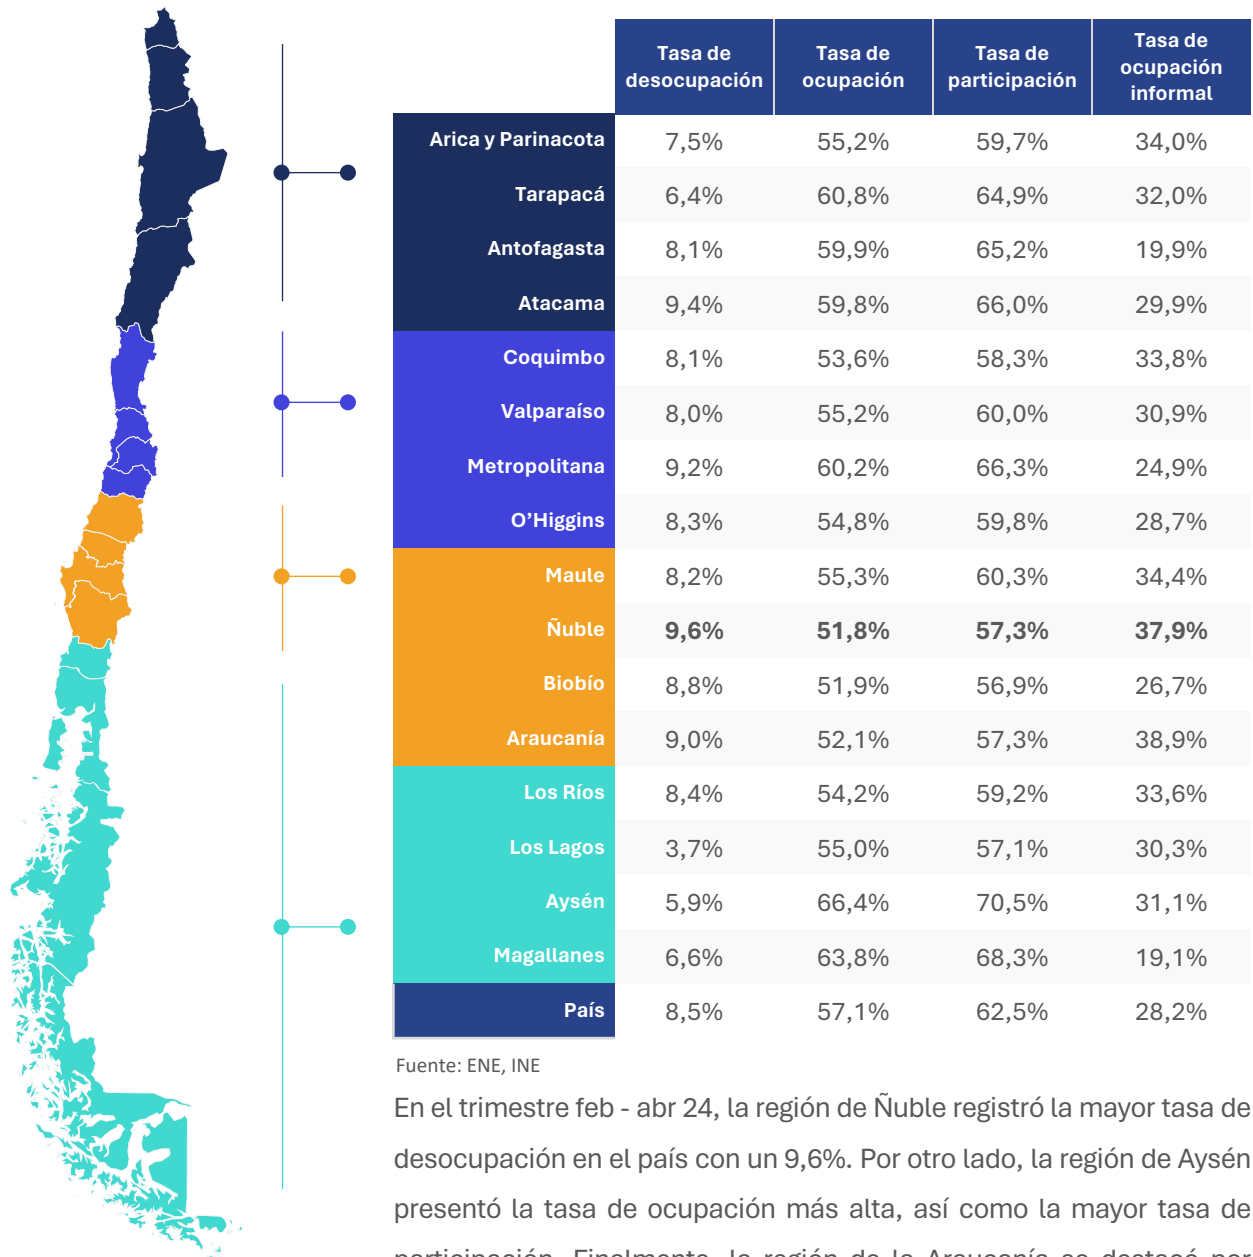 Tasa de desocupación Tasa de ocupación Tasa de participación Tasa de ocupación informal
Arica y Parinacota 7,5% 55,2% 59,7% 34,0%
Tarapacá 6,4% 60,8% 64,9% 32,0%
Antofagasta 8,1% 59,9% 65,2% 19,9%
Atacama 9,4% 59,8% 66,0% 29,9%
Coquimbo 8,1% 53,6% 58,3% 33,8%
Valparaíso 8,0% 55,2% 60,0% 30,9%
Metropolitana 9,2% 60,2% 66,3% 24,9%
O’Higgins 8,3% 54,8% 59,8% 28,7%
Maule 8,2% 55,3% 60,3% 34,4%
Ñuble 9,6% 51,8% 57,3% 37,9%
Biobío 8,8% 51,9% 56,9% 26,7%
Araucanía 9,0% 52,1% 57,3% 38,9%
Los Ríos 8,4% 54,2% 59,2% 33,6%
Los Lagos 3,7% 55,0% 57,1% 30,3%
Aysén 5,9% 66,4% 70,5% 31,1%
Magallanes 6,6% 63,8% 68,3% 19,1%
País 8,5% 57,1% 62,5% 28,2%
Fuente: ENE, INE
En el trimestre feb - abr 24, la región de Ñuble registró la mayor tasa de
desocupación en el país con un 9,6%. Por otro lado, la región de Aysén
presentó la tasa de ocupación más alta, así como la mayor tasa de
participación. Finalmente, la región de la Araucanía se destacó por